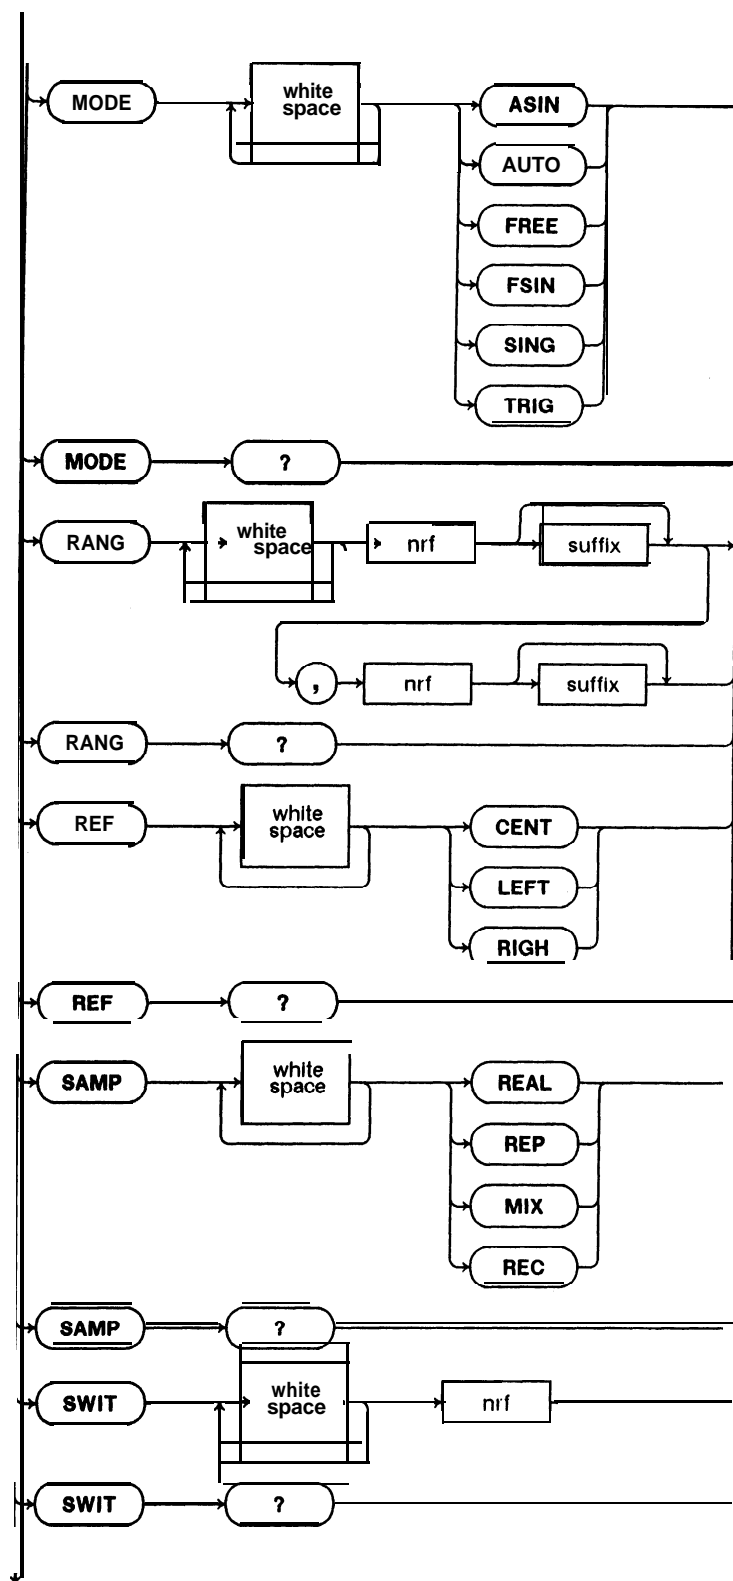 MODE white space ASIN
AUTO
FREE
FSIN
SING
TRIG
MODE ?
RANG white space nrf suffix
, nrf suffix
RANG ?
REF white space CENT
LEFT
RIGH
REF ?
SAMP white space REAL
REP
MIX
REC
SAMP ?
SWIT white space nrf
SWIT ?